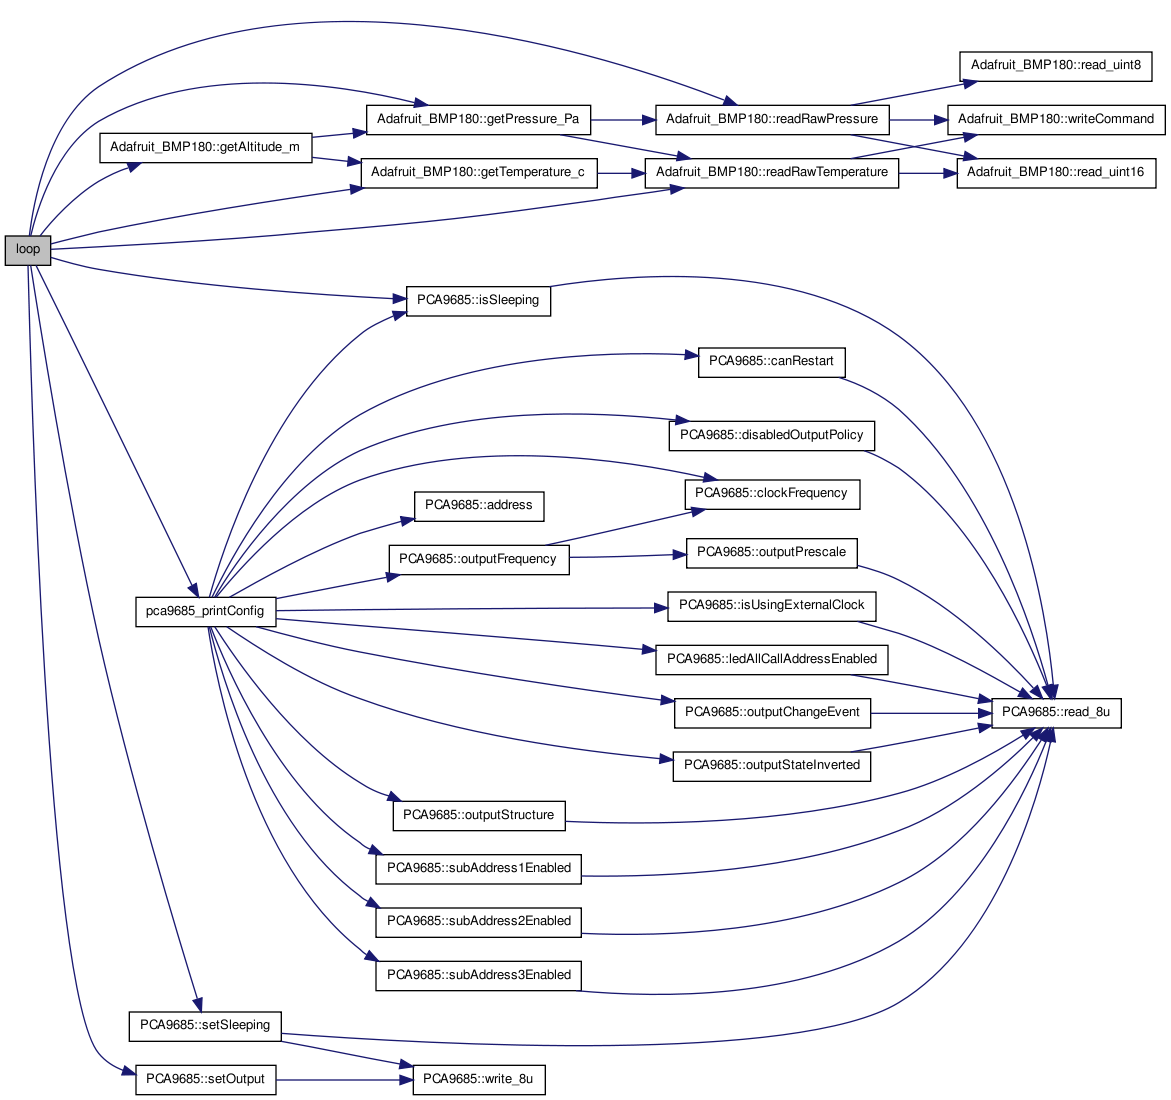 Adafruit_BMP180::read_uint8
Adafruit_BMP180::getPressure_Pa
Adafruit_BMP180::readRawPressure
Adafruit_BMP180::writeCommand
Adafruit_BMP180::getAltitude_m
Adafruit_BMP180::getTemperature_c
Adafruit_BMP180::readRawTemperature
Adafruit_BMP180::read_uint16
loop
PCA9685::isSleeping
PCA9685::canRestart
PCA9685::disabledOutputPolicy
PCA9685::clockFrequency
PCA9685::address
PCA9685::outputFrequency
PCA9685::outputPrescale
pca9685_printConfig
PCA9685::isUsingExternalClock
PCA9685::ledAllCallAddressEnabled
PCA9685::outputChangeEvent
PCA9685::read_8u
PCA9685::outputStateInverted
PCA9685::outputStructure
PCA9685::subAddress1Enabled
PCA9685::subAddress2Enabled
PCA9685::subAddress3Enabled
PCA9685::setSleeping
PCA9685::setOutput
PCA9685::write_8u